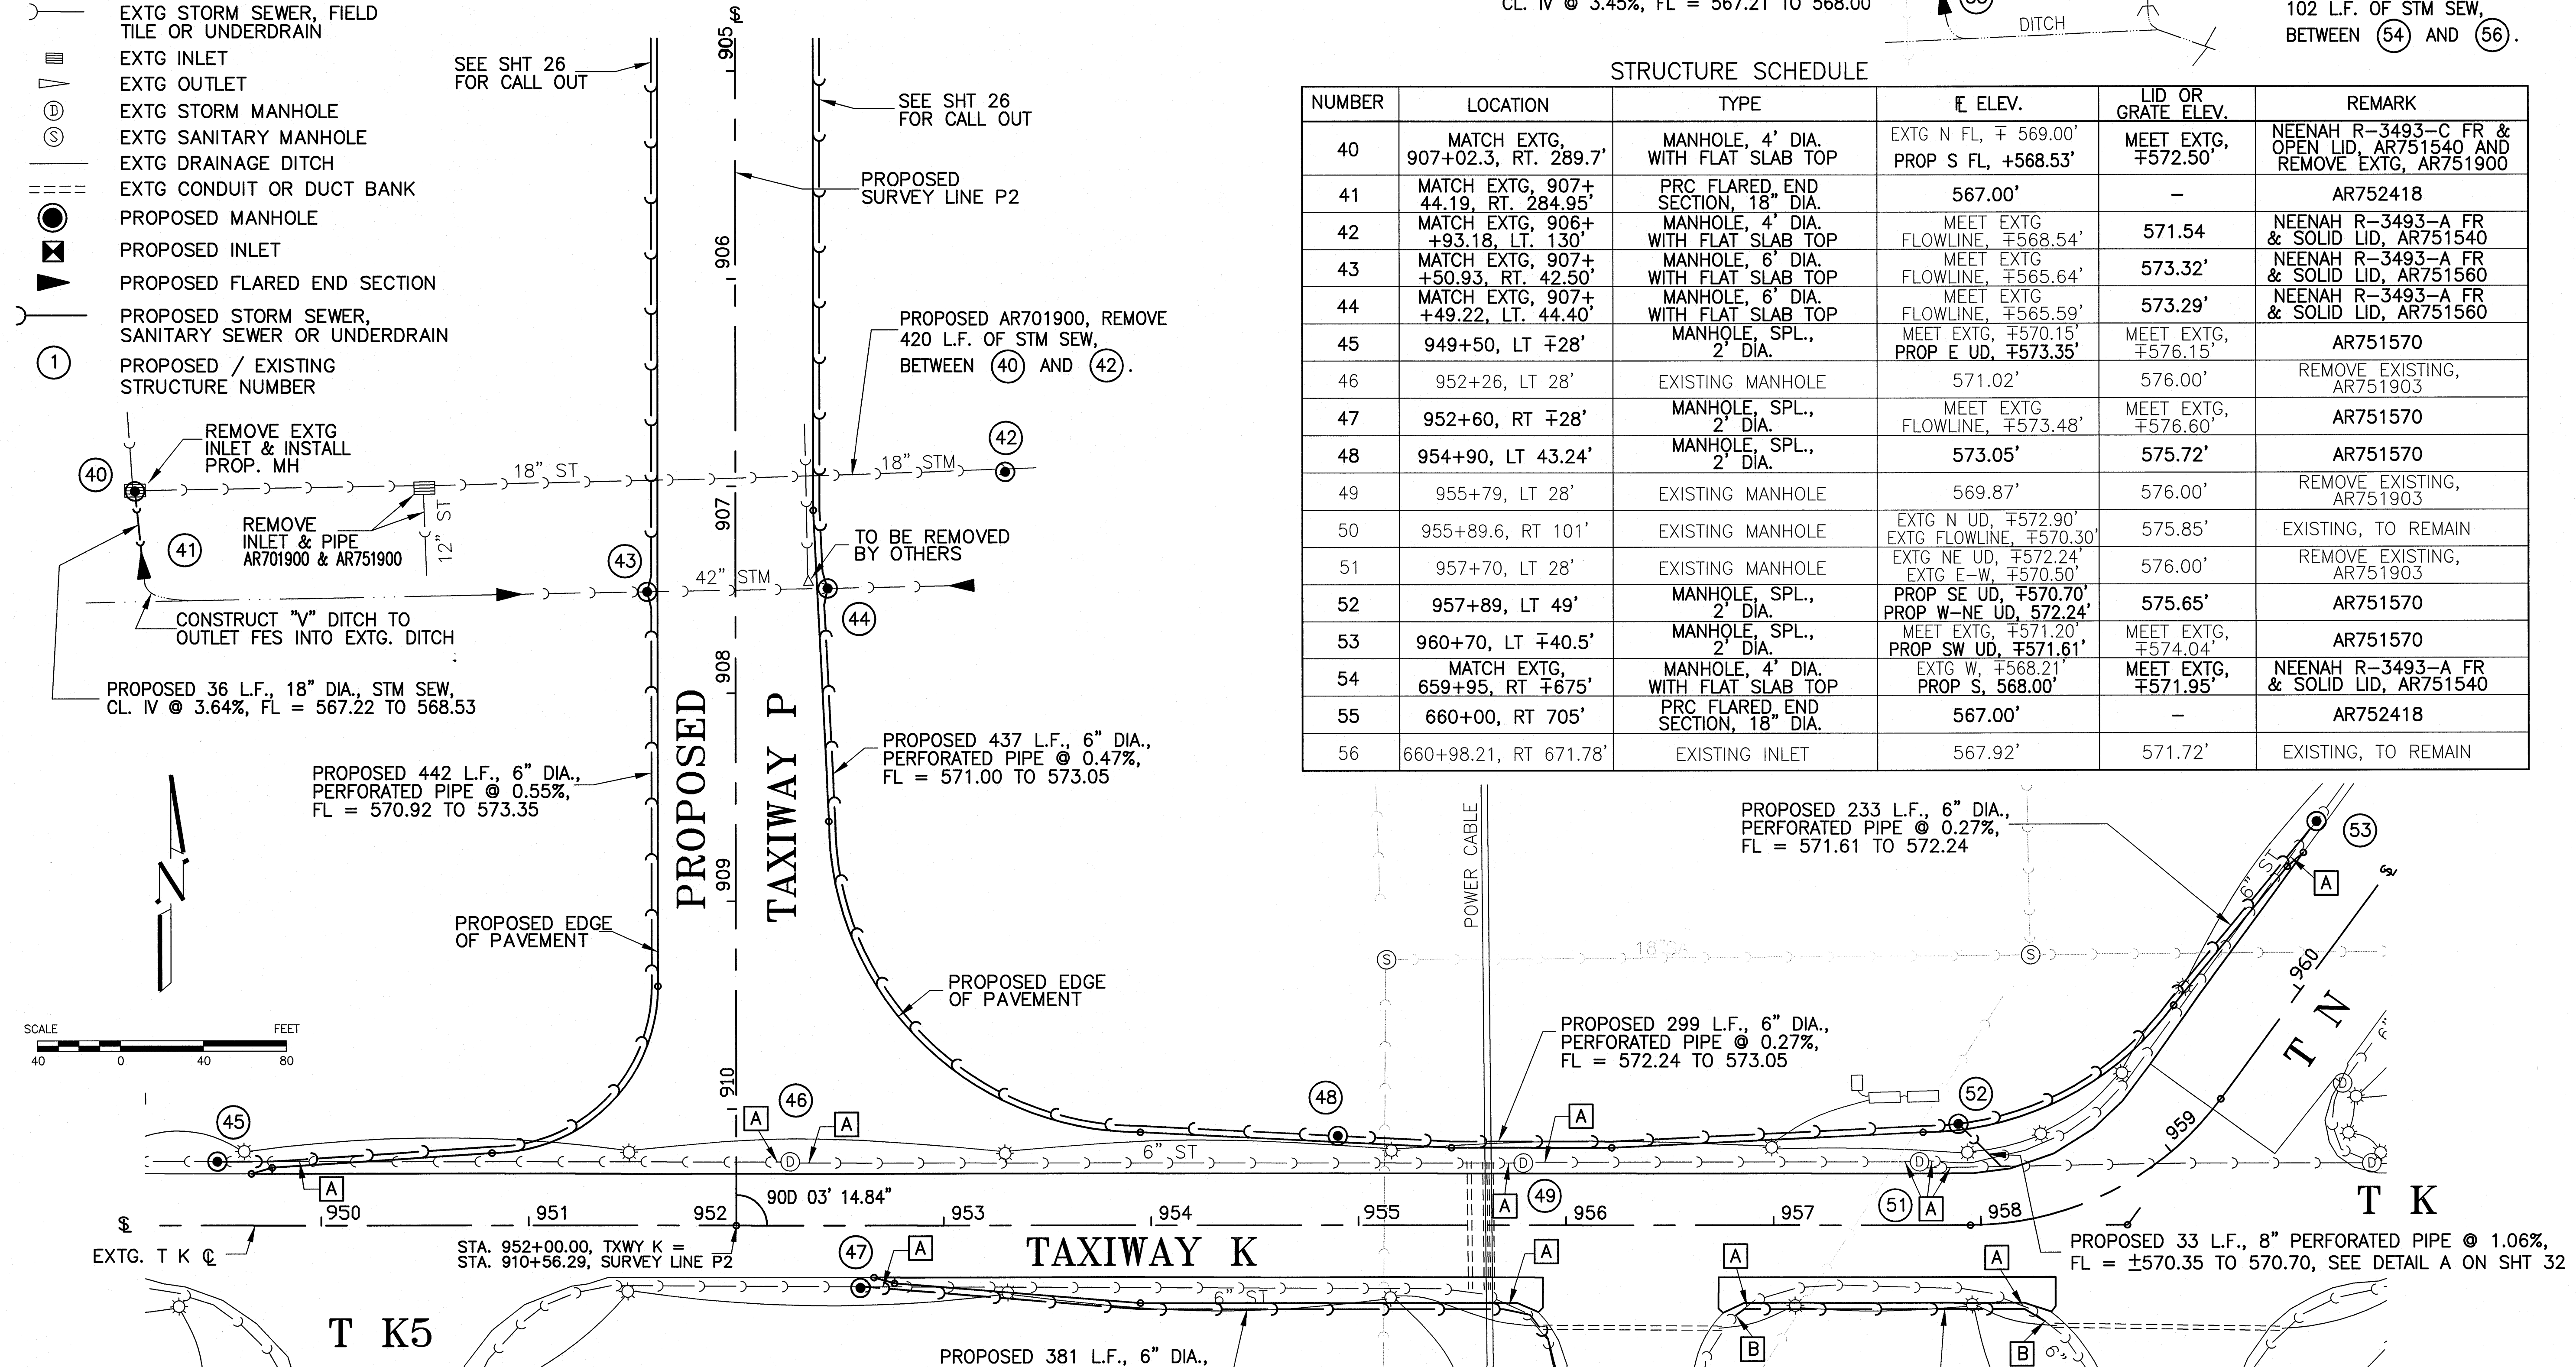 EXTG STORM SEWER, FIELD
TILE OR UNDERDRAIN
EXTG INLET
EXTG OUTLET
D EXTG STORM MANHOLE
S EXTG SANITARY MANHOLE
EXTG DRAINAGE DITCH
EXTG CONDUIT OR DUCT BANK
PROPOSED MANHOLE
PROPOSED INLET
PROPOSED FLARED END SECTION
PROPOSED STORM SEWER,
SANITARY SEWER OR UNDERDRAIN
1 PROPOSED / EXISTING
STRUCTURE NUMBER
SEE SHT 26
FOR CALL OUT
905
SEE SHT 26
FOR CALL OUT
PROPOSED
SURVEY LINE P2
906
PROPOSED AR701900, REMOVE
420 L.F. OF STM SEW,
BETWEEN 40 AND 42.
CL. IV @ 3.45%, FL = 567.21 TO 568.00
55
DITCH
102 L.F. OF STM SEW,
BETWEEN 54 AND 56.
STRUCTURE SCHEDULE
NUMBER LOCATION TYPE FL ELEV. LID OR GRATE ELEV. REMARK
40 MATCH EXTG, 907+02.3, RT. 289.7' MANHOLE, 4' DIA. WITH FLAT SLAB TOP EXTG N FL, ∓ 569.00' PROP S FL, +568.53' MEET EXTG, ∓572.50' NEENAH R-3493-C FR & OPEN LID, AR751540 AND REMOVE EXTG, AR751900
41 MATCH EXTG, 907+ 44.19, RT. 284.95' PRC FLARED END SECTION, 18" DIA. 567.00' - AR752418
42 MATCH EXTG, 906+ +93.18, LT. 130' MANHOLE, 4' DIA. WITH FLAT SLAB TOP MEET EXTG FLOWLINE, ∓568.54' 571.54 NEENAH R-3493-A FR & SOLID LID, AR751540
43 MATCH EXTG, 907+ +50.93, RT. 42.50' MANHOLE, 6' DIA. WITH FLAT SLAB TOP MEET EXTG FLOWLINE, ∓565.64' 573.32' NEENAH R-3493-A FR & SOLID LID, AR751560
44 MATCH EXTG, 907+ +49.22, LT. 44.40' MANHOLE, 6' DIA. WITH FLAT SLAB TOP MEET EXTG FLOWLINE, ∓565.59' 573.29' NEENAH R-3493-A FR & SOLID LID, AR751560
45 949+50, LT ∓28' MANHOLE, SPL., 2' DIA. MEET EXTG, ∓570.15' PROP E UD, ∓573.35' MEET EXTG, ∓576.15' AR751570
46 952+26, LT 28' EXISTING MANHOLE 571.02' 576.00' REMOVE EXISTING, AR751903
47 952+60, RT ∓28' MANHOLE, SPL., 2' DIA. MEET EXTG FLOWLINE, ∓573.48' MEET EXTG, ∓576.60' AR751570
48 954+90, LT 43.24' MANHOLE, SPL., 2' DIA. 573.05' 575.72' AR751570
49 955+79, LT 28' EXISTING MANHOLE 569.87' 576.00' REMOVE EXISTING, AR751903
50 955+89.6, RT 101' EXISTING MANHOLE EXTG N UD, ∓572.90' EXTG FLOWLINE, ∓570.30' 575.85' EXISTING, TO REMAIN
51 957+70, LT 28' EXISTING MANHOLE EXTG NE UD, ∓572.24' EXTG E-W, ∓570.50' 576.00' REMOVE EXISTING, AR751903
52 957+89, LT 49' MANHOLE, SPL., 2' DIA. PROP SE UD, ∓570.70' PROP W-NE UD, 572.24' 575.65' AR751570
53 960+70, LT ∓40.5' MANHOLE, SPL., 2' DIA. MEET EXTG, ∓571.20' PROP SW UD, ∓571.61' MEET EXTG, ∓574.04' AR751570
54 MATCH EXTG, 659+95, RT ∓675' MANHOLE, 4' DIA. WITH FLAT SLAB TOP EXTG W, ∓568.21' PROP S, 568.00' MEET EXTG, ∓571.95' NEENAH R-3493-A FR & SOLID LID, AR751540
55 660+00, RT 705' PRC FLARED END SECTION, 18" DIA. 567.00' - AR752418
56 660+98.21, RT 671.78' EXISTING INLET 567.92' 571.72' EXISTING, TO REMAIN
40
REMOVE EXTG
INLET & INSTALL
PROP. MH
18" ST
18" STM
42
41
REMOVE
INLET & PIPE
AR701900 & AR751900
12" ST
907
43
42" STM
TO BE REMOVED
BY OTHERS
44
CONSTRUCT "V" DITCH TO
OUTLET FES INTO EXTG. DITCH
PROPOSED 36 L.F., 18" DIA., STM SEW,
CL. IV @ 3.64%, FL = 567.22 TO 568.53
908
PROPOSED
TAXIWAY P
PROPOSED 442 L.F., 6" DIA.,
PERFORATED PIPE @ 0.55%,
FL = 570.92 TO 573.35
PROPOSED 437 L.F., 6" DIA.,
PERFORATED PIPE @ 0.47%,
FL = 571.00 TO 573.05
909
N
PROPOSED EDGE
OF PAVEMENT
PROPOSED EDGE
OF PAVEMENT
SCALE FEET
40 0 40 80
910
POWER CABLE
PROPOSED 233 L.F., 6" DIA.,
PERFORATED PIPE @ 0.27%,
FL = 571.61 TO 572.24
53
A
6" ST
S
18"SA
S
960
T N
PROPOSED 299 L.F., 6" DIA.,
PERFORATED PIPE @ 0.27%,
FL = 572.24 TO 573.05
959
D
45
A
A
46
A
D
48
6" ST
A
D
A
49
52
D
51
A
D
T K
950 951 952 953 954 955 956 957 958
90D 03' 14.84"
EXTG. T K ℄
STA. 952+00.00, TXWY K =
STA. 910+56.29, SURVEY LINE P2
47
A
TAXIWAY K
A
6" ST
A
A
PROPOSED 33 L.F., 8" PERFORATED PIPE @ 1.06%,
FL = ±570.35 TO 570.70, SEE DETAIL A ON SHT 32
T K5
B
B
6"
PROPOSED 381 L.F., 6" DIA.,